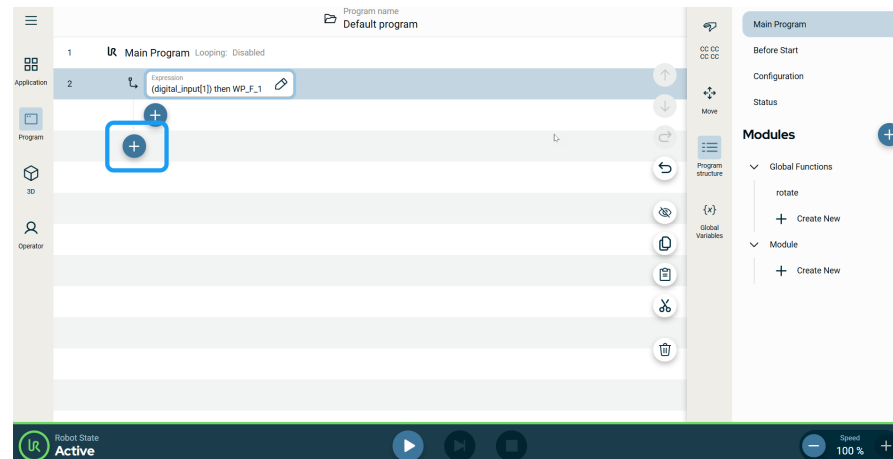 Program name
Default program
Application
Program
3D
Operator
1 Main Program Looping: Disabled
2 Expression
(digital_input[1]) then WP_F_1
CC CC
CC CC
Move
Program
structure
{x}
Global
Variables
Main Program
Before Start
Configuration
Status
Modules
Global Functions
rotate
Create New
Module
Create New
Robot State
Active
Speed
100 %